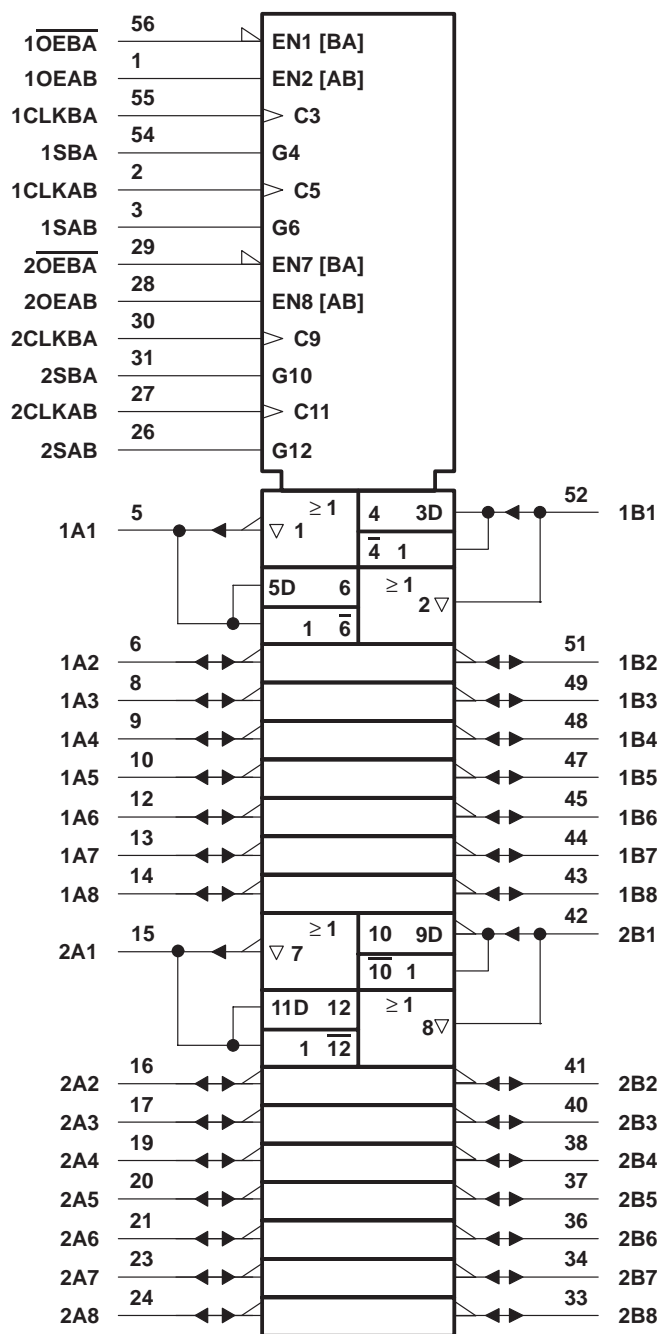 1O̅E̅B̅A̅ 56 EN1 [BA]
1OEAB 1 EN2 [AB]
1CLKBA 55 C3
1SBA 54 G4
1CLKAB 2 C5
1SAB 3 G6
2O̅E̅B̅A̅ 29 EN7 [BA]
2OEAB 28 EN8 [AB]
2CLKBA 30 C9
2SBA 31 G10
2CLKAB 27 C11
2SAB 26 G12
1A1 5 ≥ 1 ▽ 1 4 3D 52 1B1
4̅ 1
5D 6 ≥ 1 2 ▽
1 6̅
1A2 6 51 1B2
1A3 8 49 1B3
1A4 9 48 1B4
1A5 10 47 1B5
1A6 12 45 1B6
1A7 13 44 1B7
1A8 14 43 1B8
2A1 15 ≥ 1 ▽ 7 10 9D 42 2B1
1̅0̅ 1
11D 12 ≥ 1 8▽
1 1̅2̅
2A2 16 41 2B2
2A3 17 40 2B3
2A4 19 38 2B4
2A5 20 37 2B5
2A6 21 36 2B6
2A7 23 34 2B7
2A8 24 33 2B8